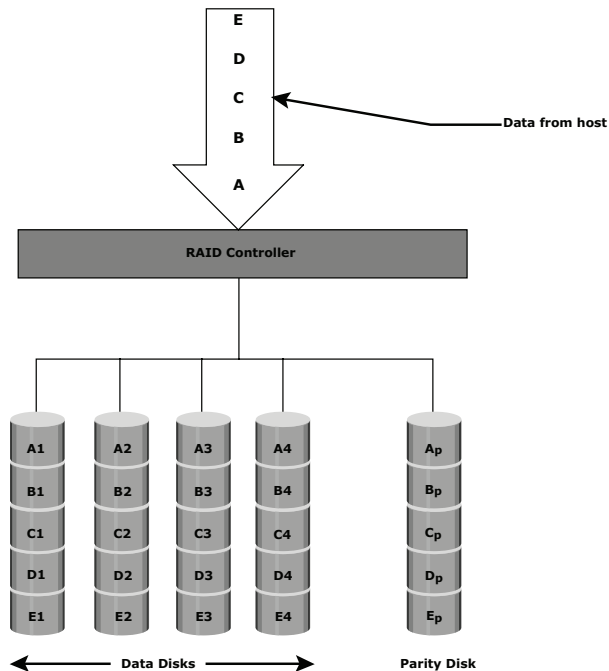 E
D
C
B
A
Data from host
RAID Controller
A1 A2 A3 A4 Ap
B1 B2 B3 B4 Bp
C1 C2 C3 C4 Cp
D1 D2 D3 D4 Dp
E1 E2 E3 E4 Ep
Data Disks Parity Disk